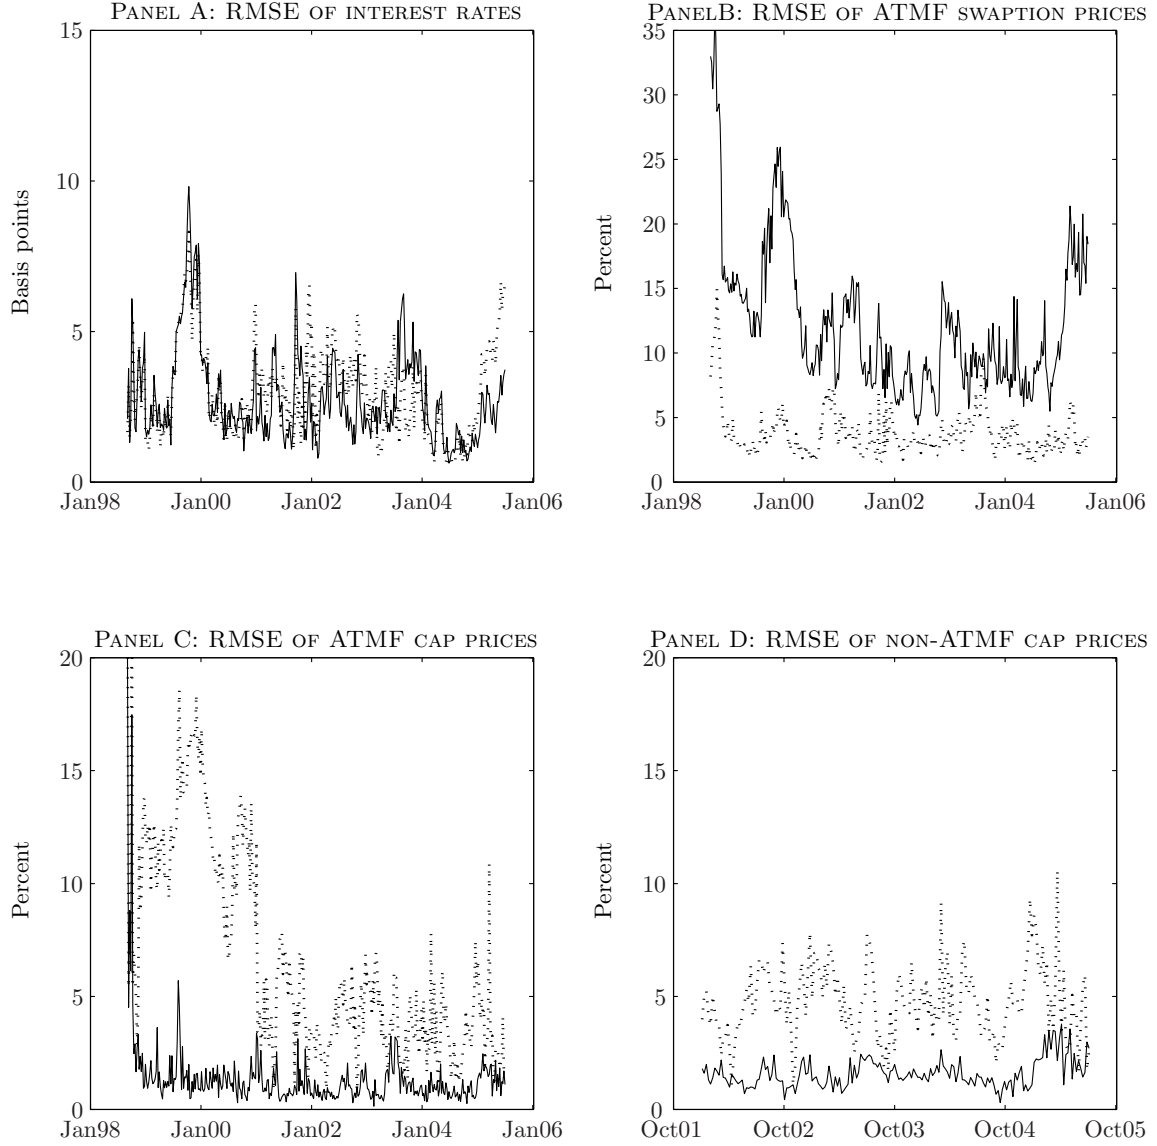 PANEL A: RMSE OF INTEREST RATES
15
10
5
0
Basis points
Jan98 Jan00 Jan02 Jan04 Jan06
PANELB: RMSE OF ATMF SWAPTION PRICES
35
30
25
20
15
10
5
0
Percent
Jan98 Jan00 Jan02 Jan04 Jan06
PANEL C: RMSE OF ATMF CAP PRICES
20
15
10
5
0
Percent
Jan98 Jan00 Jan02 Jan04 Jan06
PANEL D: RMSE OF NON-ATMF CAP PRICES
20
15
10
5
0
Percent
Oct01 Oct02 Oct03 Oct04 Oct05